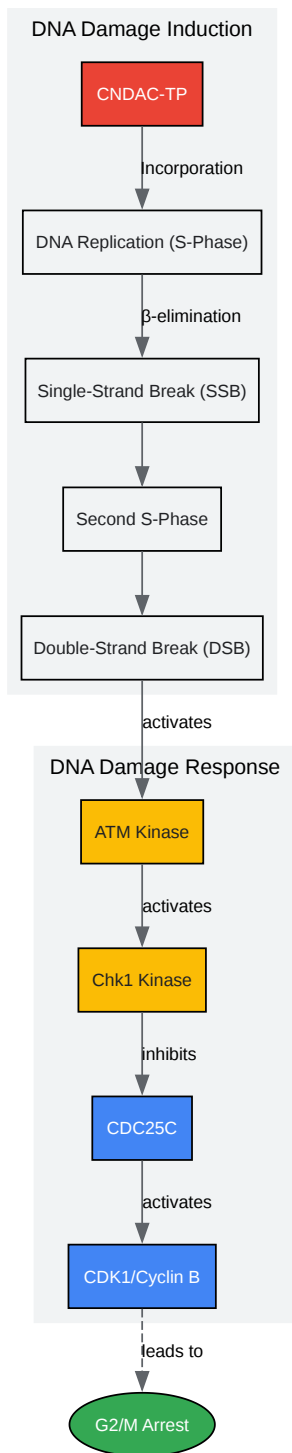 DNA Damage Induction
CNDAC-TP
Incorporation
DNA Replication (S-Phase)
β-elimination
Single-Strand Break (SSB)
Second S-Phase
Double-Strand Break (DSB)
activates
DNA Damage Response
ATM Kinase
activates
Chk1 Kinase
inhibits
CDC25C
activates
CDK1/Cyclin B
leads to
G2/M Arrest